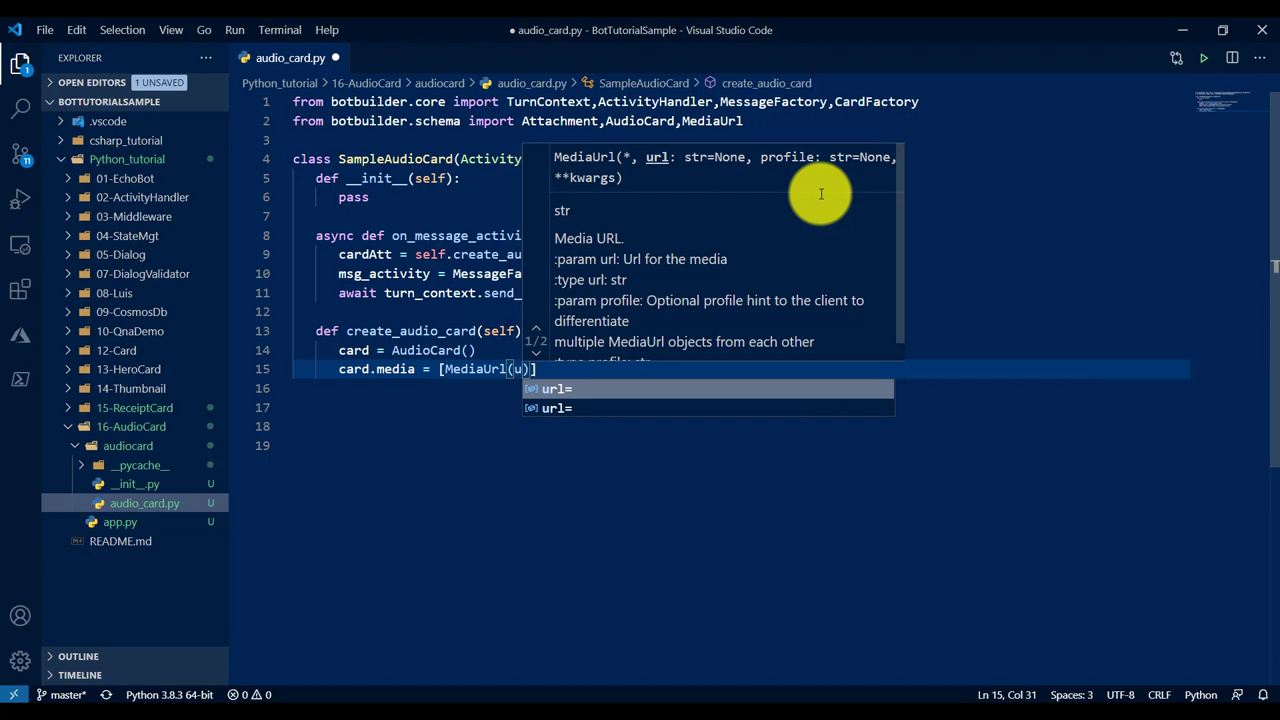 File Edit Selection View Go Run Terminal Help
● audio_card.py - BotTutorialSample - Visual Studio Code
EXPLORER
OPEN EDITORS 1 UNSAVED
BOTTUTORIALSAMPLE
.vscode
csharp_tutorial
Python_tutorial
01-EchoBot
02-ActivityHandler
03-Middleware
04-StateMgt
05-Dialog
07-DialogValidator
08-Luis
09-CosmosDb
10-QnaDemo
12-Card
13-HeroCard
14-Thumbnail
15-ReceiptCard
16-AudioCard
audiocard
__pycache__
__init__.py U
audio_card.py U
app.py U
README.md
OUTLINE
TIMELINE
1
11
audio_card.py ●
Python_tutorial > 16-AudioCard > audiocard > audio_card.py > SampleAudioCard > create_audio_card
1 from botbuilder.core import TurnContext,ActivityHandler,MessageFactory,CardFactory
2 from botbuilder.schema import Attachment,AudioCard,MediaUrl
3
4 class SampleAudioCard(Activity
5 def __init__(self):
6 pass
7
8 async def on_message_activi
9 cardAtt = self.create_au
10 msg_activity = MessageFa
11 await turn_context.send_
12
13 def create_audio_card(self)
14 card = AudioCard()
15 card.media = [MediaUrl(u)]
16
17
18
19
MediaUrl(*, url: str=None, profile: str=None,
**kwargs)
str
Media URL.
:param url: Url for the media
:type url: str
:param profile: Optional profile hint to the client to
differentiate
multiple MediaUrl objects from each other
1/2
url=
url=
master* Python 3.8.3 64-bit 0 0 Ln 15, Col 31 Spaces: 3 UTF-8 CRLF Python